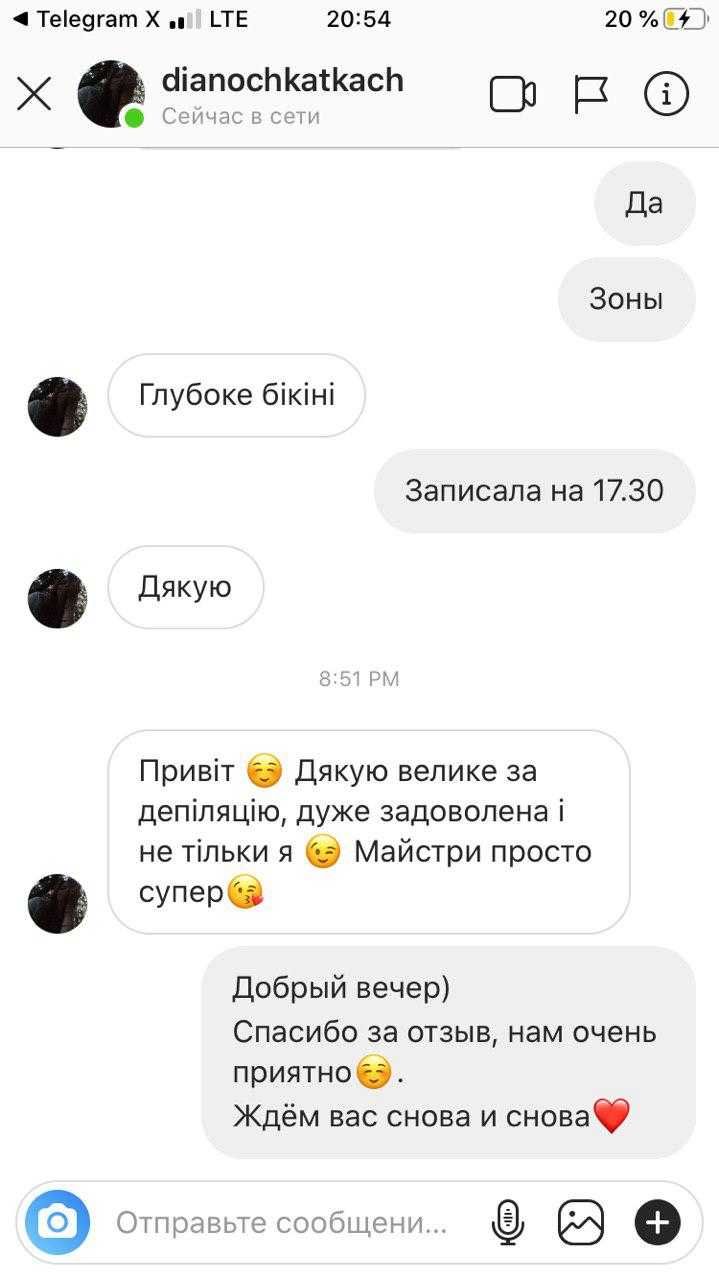 Telegram X LTE 20:54 20 %
dianochkatkach
Сейчас в сети
Да
Зоны
Глубоке бікіні
Записала на 17.30
Дякую
8:51 PM
Привіт ☺️ Дякую велике за
депіляцію, дуже задоволена і
не тільки я 😉 Майстри просто
супер😘
Добрый вечер)
Спасибо за отзыв, нам очень
приятно☺️.
Ждём вас снова и снова❤️
Отправьте сообщени...